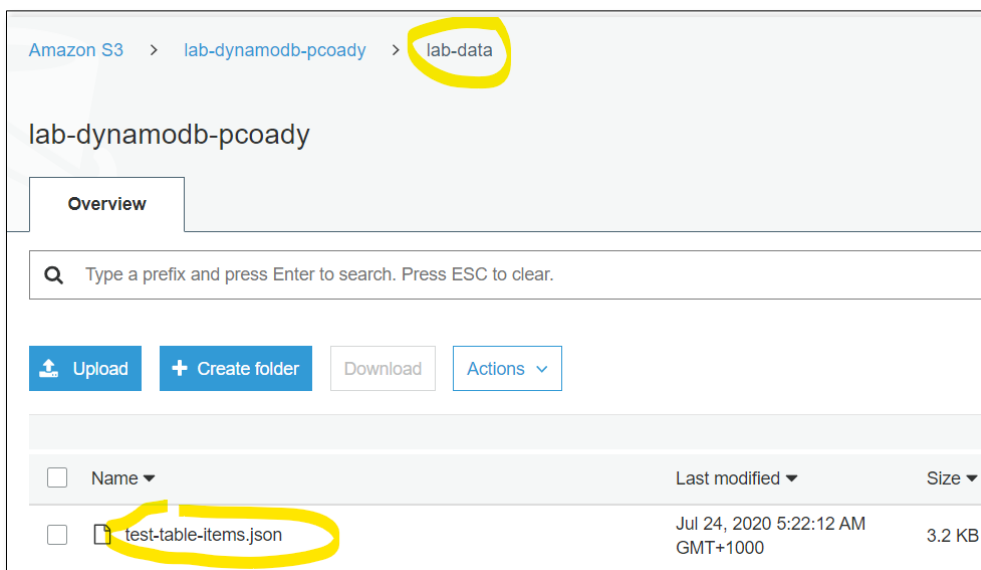 Amazon S3 > lab-dynamodb-pcoady > lab-data
lab-dynamodb-pcoady
Overview
Type a prefix and press Enter to search. Press ESC to clear.
Upload + Create folder Download Actions
Name Last modified Size
test-table-items.json Jul 24, 2020 5:22:12 AM 3.2 KB
GMT+1000